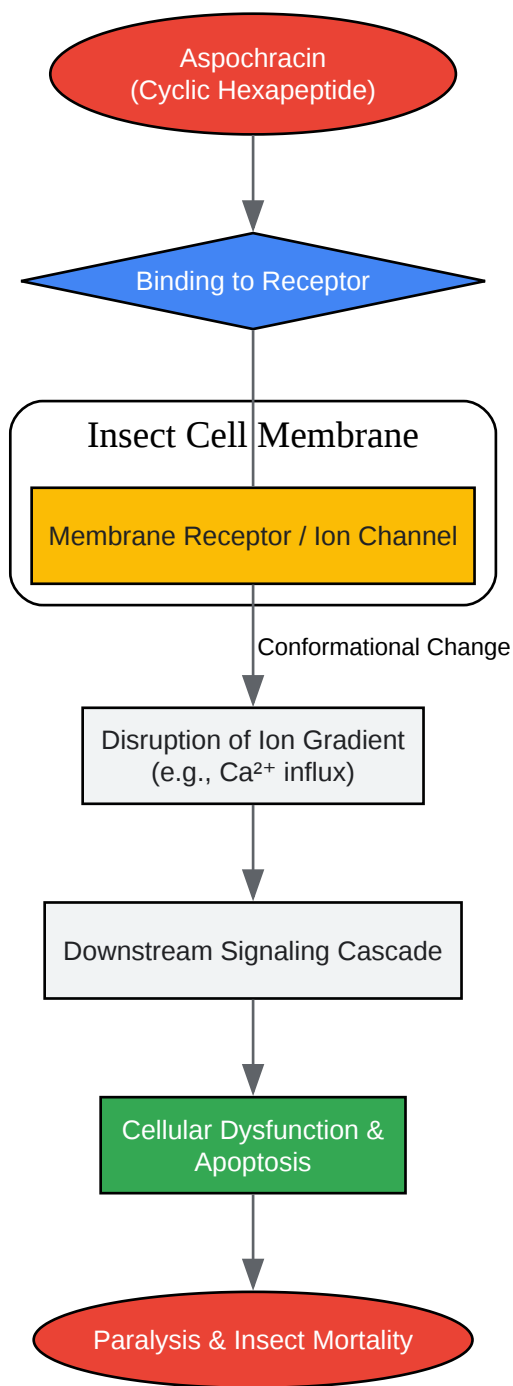 Aspochracin
(Cyclic Hexapeptide)
Binding to Receptor
Insect Cell Membrane
Membrane Receptor / Ion Channel
Conformational Change
Disruption of Ion Gradient
(e.g., Ca²⁺ influx)
Downstream Signaling Cascade
Cellular Dysfunction &
Apoptosis
Paralysis & Insect Mortality